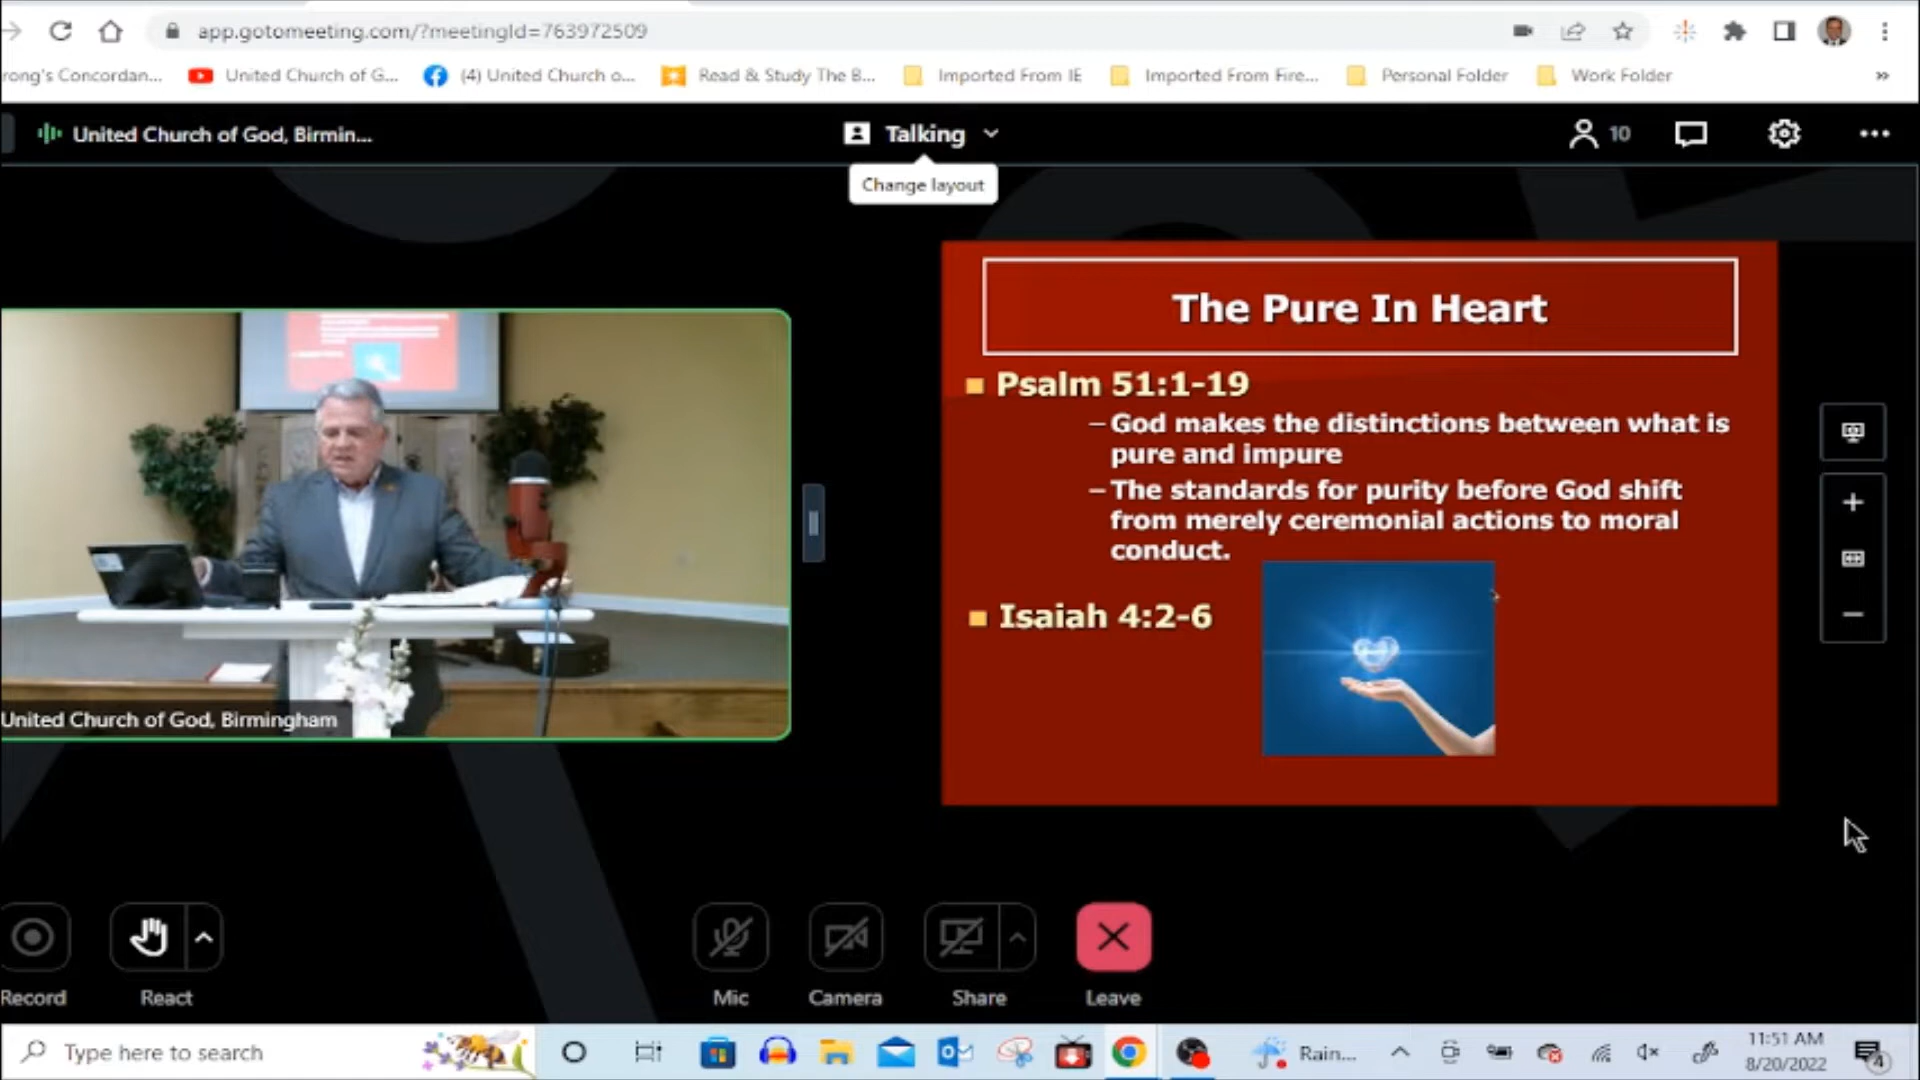 app.gotomeeting.com/?meetingId=763972509
rong's Concordan... United Church of G... (4) United Church o... Read & Study The B... Imported From IE Imported From Fire... Personal Folder Work Folder »
United Church of God, Birmin... Talking 10
Change layout
The Pure In Heart
Psalm 51:1-19
– God makes the distinctions between what is
pure and impure
– The standards for purity before God shift
from merely ceremonial actions to moral
conduct.
Isaiah 4:2-6
United Church of God, Birmingham
Record React Mic Camera Share Leave
Type here to search Rain... 11:51 AM
8/20/2022 4